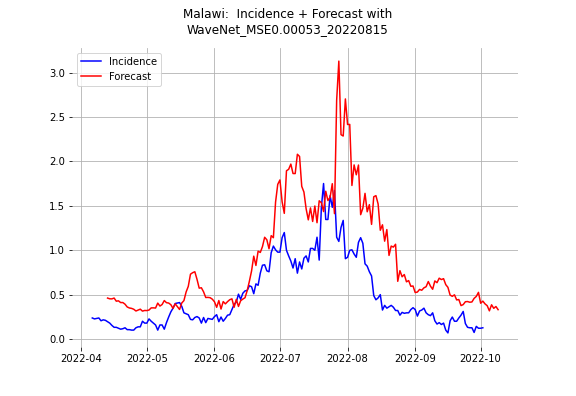 Malawi:  Incidence + Forecast with
WaveNet_MSE0.00053_20220815
Incidence
Forecast
3.0
2.5
2.0
1.5
1.0
0.5
0.0
2022-04 2022-05 2022-06 2022-07 2022-08 2022-09 2022-10